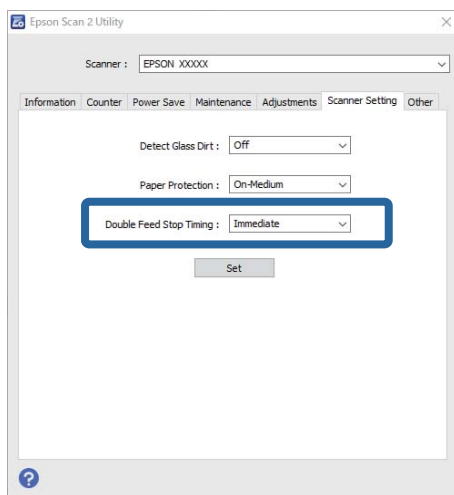 Epson Scan 2 Utility
Scanner : EPSON XXXXX
Information Counter Power Save Maintenance Adjustments Scanner Setting Other
Detect Glass Dirt : Off
Paper Protection : On-Medium
Double Feed Stop Timing : Immediate
Set
?